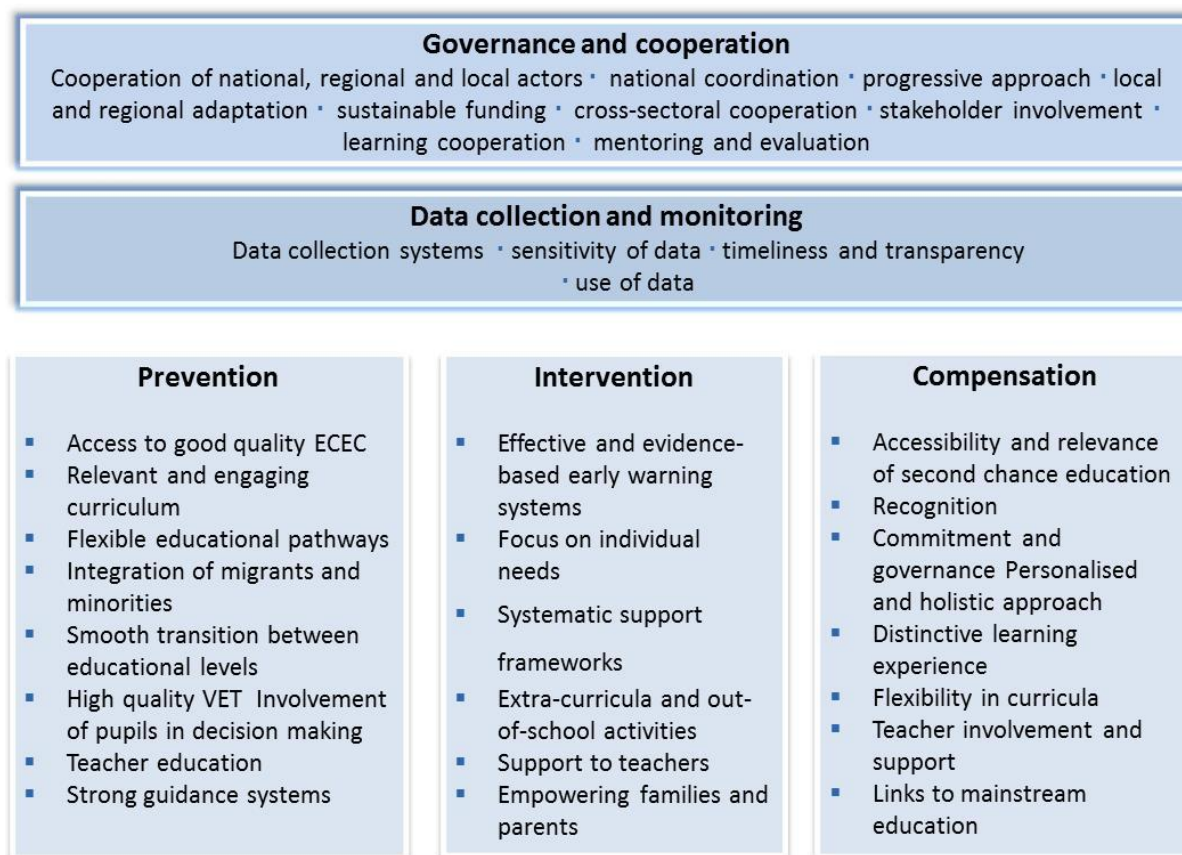 Governance and cooperation
Cooperation of national, regional and local actors · national coordination · progressive approach · local
and regional adaptation · sustainable funding · cross-sectoral cooperation · stakeholder involvement ·
learning cooperation · mentoring and evaluation
Data collection and monitoring
Data collection systems · sensitivity of data · timeliness and transparency
· use of data
Prevention
▪ Access to good quality ECEC
▪ Relevant and engaging
curriculum
▪ Flexible educational pathways
▪ Integration of migrants and
minorities
▪ Smooth transition between
educational levels
▪ High quality VET Involvement
of pupils in decision making
▪ Teacher education
▪ Strong guidance systems
Intervention
▪ Effective and evidence-
based early warning
systems
▪ Focus on individual
needs
▪ Systematic support
frameworks
▪ Extra-curricula and out-
of-school activities
▪ Support to teachers
▪ Empowering families and
parents
Compensation
▪ Accessibility and relevance
of second chance education
▪ Recognition
▪ Commitment and
governance Personalised
and holistic approach
▪ Distinctive learning
experience
▪ Flexibility in curricula
▪ Teacher involvement and
support
▪ Links to mainstream
education